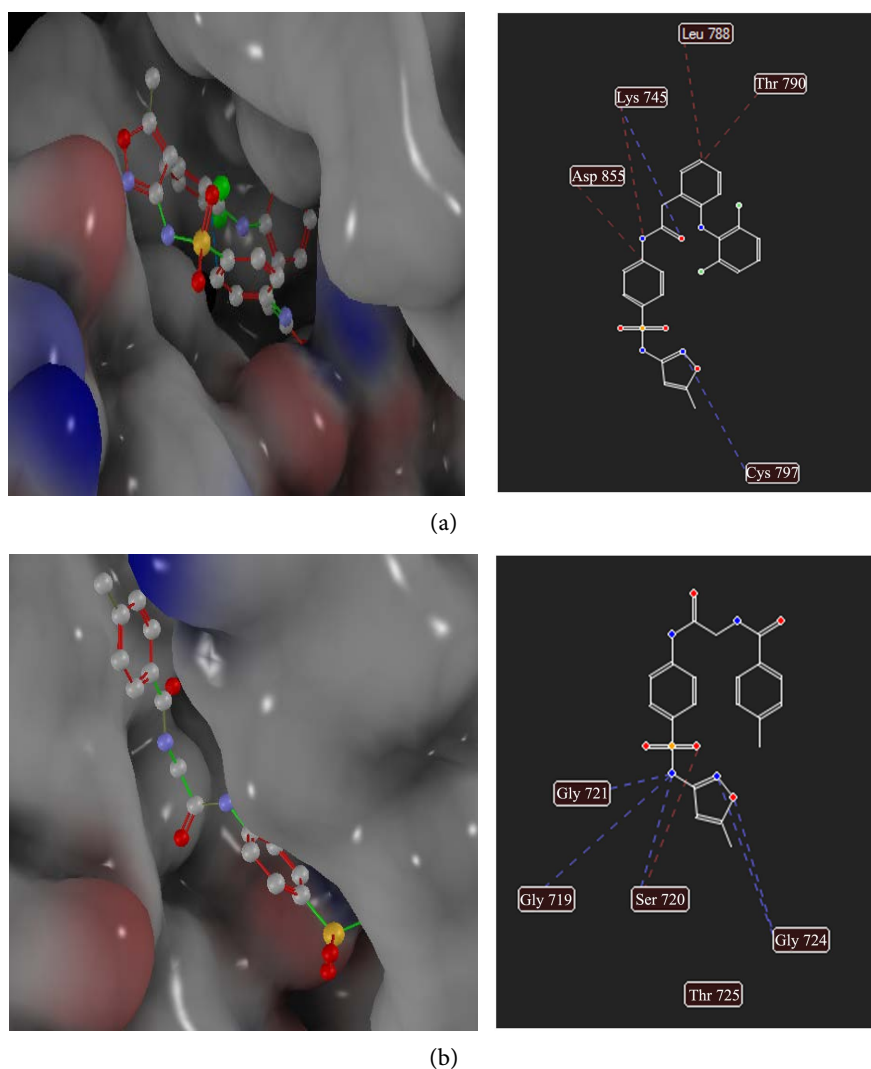 Leu 788
Thr 790
Lys 745
Asp 855
Cys 797
(a)
Gly 721
Gly 719
Ser 720
Gly 724
Thr 725
(b)